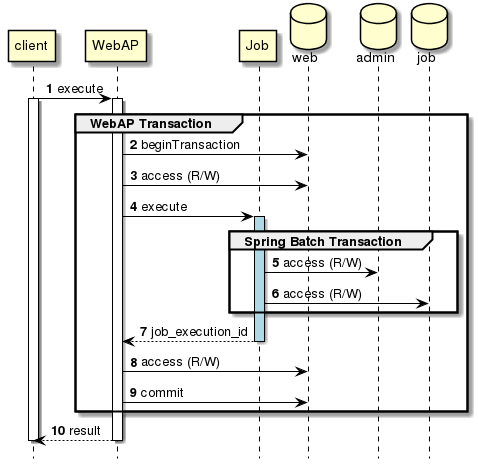 client
WebAP
Job
web
admin
job
1 execute
WebAP Transaction
2 beginTransaction
3 access (R/W)
4 execute
Spring Batch Transaction
5 access (R/W)
6 access (R/W)
7 job_execution_id
8 access (R/W)
9 commit
10 result